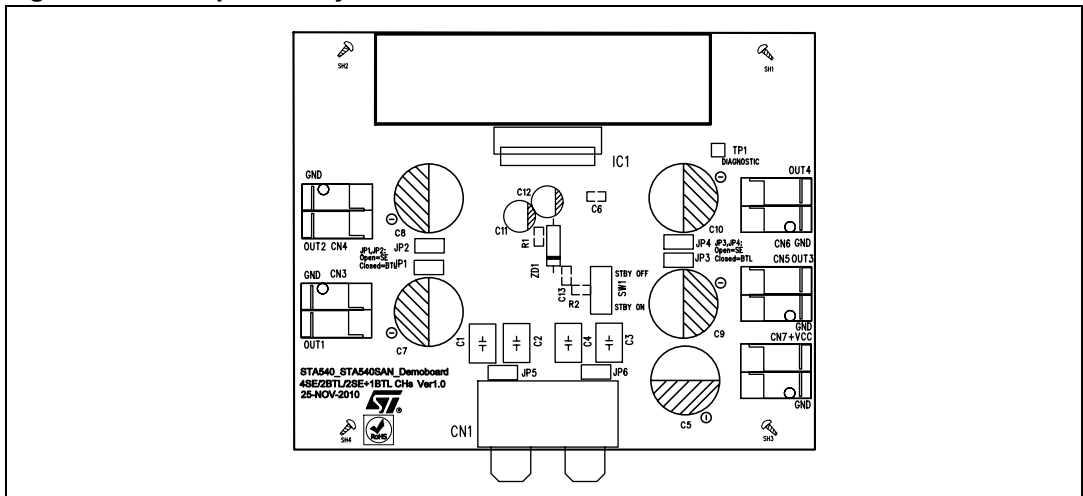 SH2
SH1
IC1
TP1
DIAGNOSTIC
GND
OUT4
C12
C6
C11
C8
C10
R1
OUT2 CN4
CN6 GND
JP1,JP2:
Open=SE
Closed=BTL
JP2
JP1
JP4
JP3
JP3,JP4:
Open=SE
Closed=BTL
CN5 OUT3
GND CN3
ZD1
C13
R2
SW1
STBY OFF
STBY ON
OUT1
C7
C9
GND
CN7 +VCC
C1
C2
C4
C3
JP5
JP6
STA540_STA540SAN_Demoboard
4SE/2BTL/2SE+1BTL CHs Ver1.0
25-NOV-2010
ST
RoHS
SH4
CN1
C5
GND
SH3